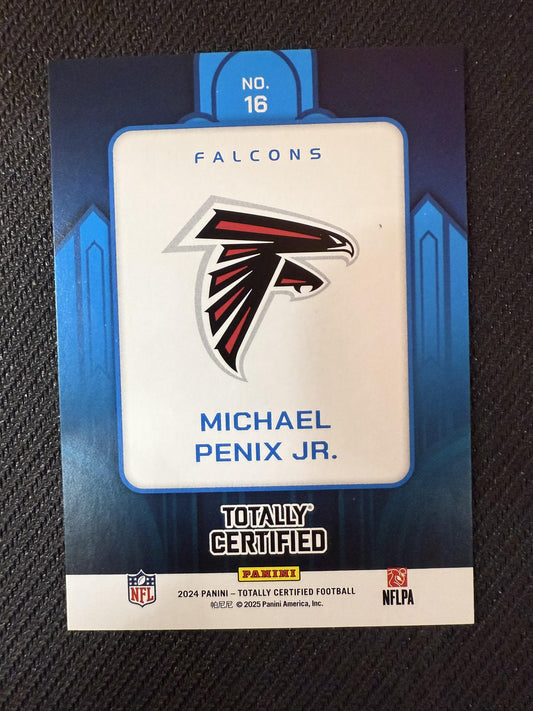 NO.
16
FALCONS
MICHAEL
PENIX JR.
TOTALLY®
CERTIFIED
PANINI
NFL
2024 PANINI – TOTALLY CERTIFIED FOOTBALL
帕尼尼 © 2025 Panini America, Inc.
NFLPA